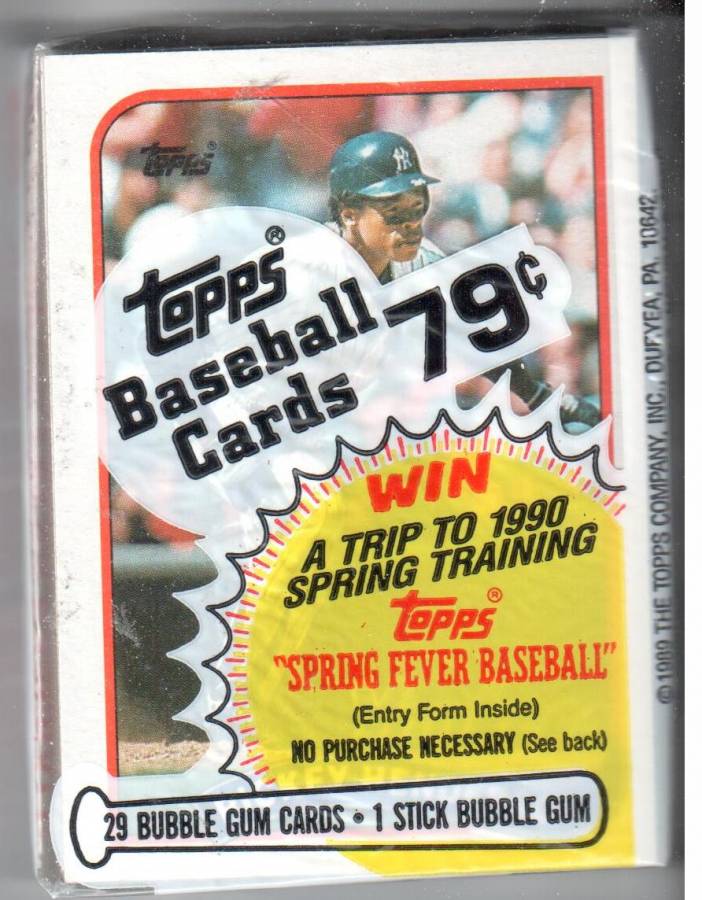 Topps
NY
Topps®
Baseball
Cards
79¢
WIN
A TRIP TO 1990
SPRING TRAINING
Topps®
"SPRING FEVER BASEBALL"
(Entry Form Inside)
NO PURCHASE NECESSARY (See back)
29 BUBBLE GUM CARDS • 1 STICK BUBBLE GUM
© 1989 THE TOPPS COMPANY, INC., DURYEA, PA. 18642